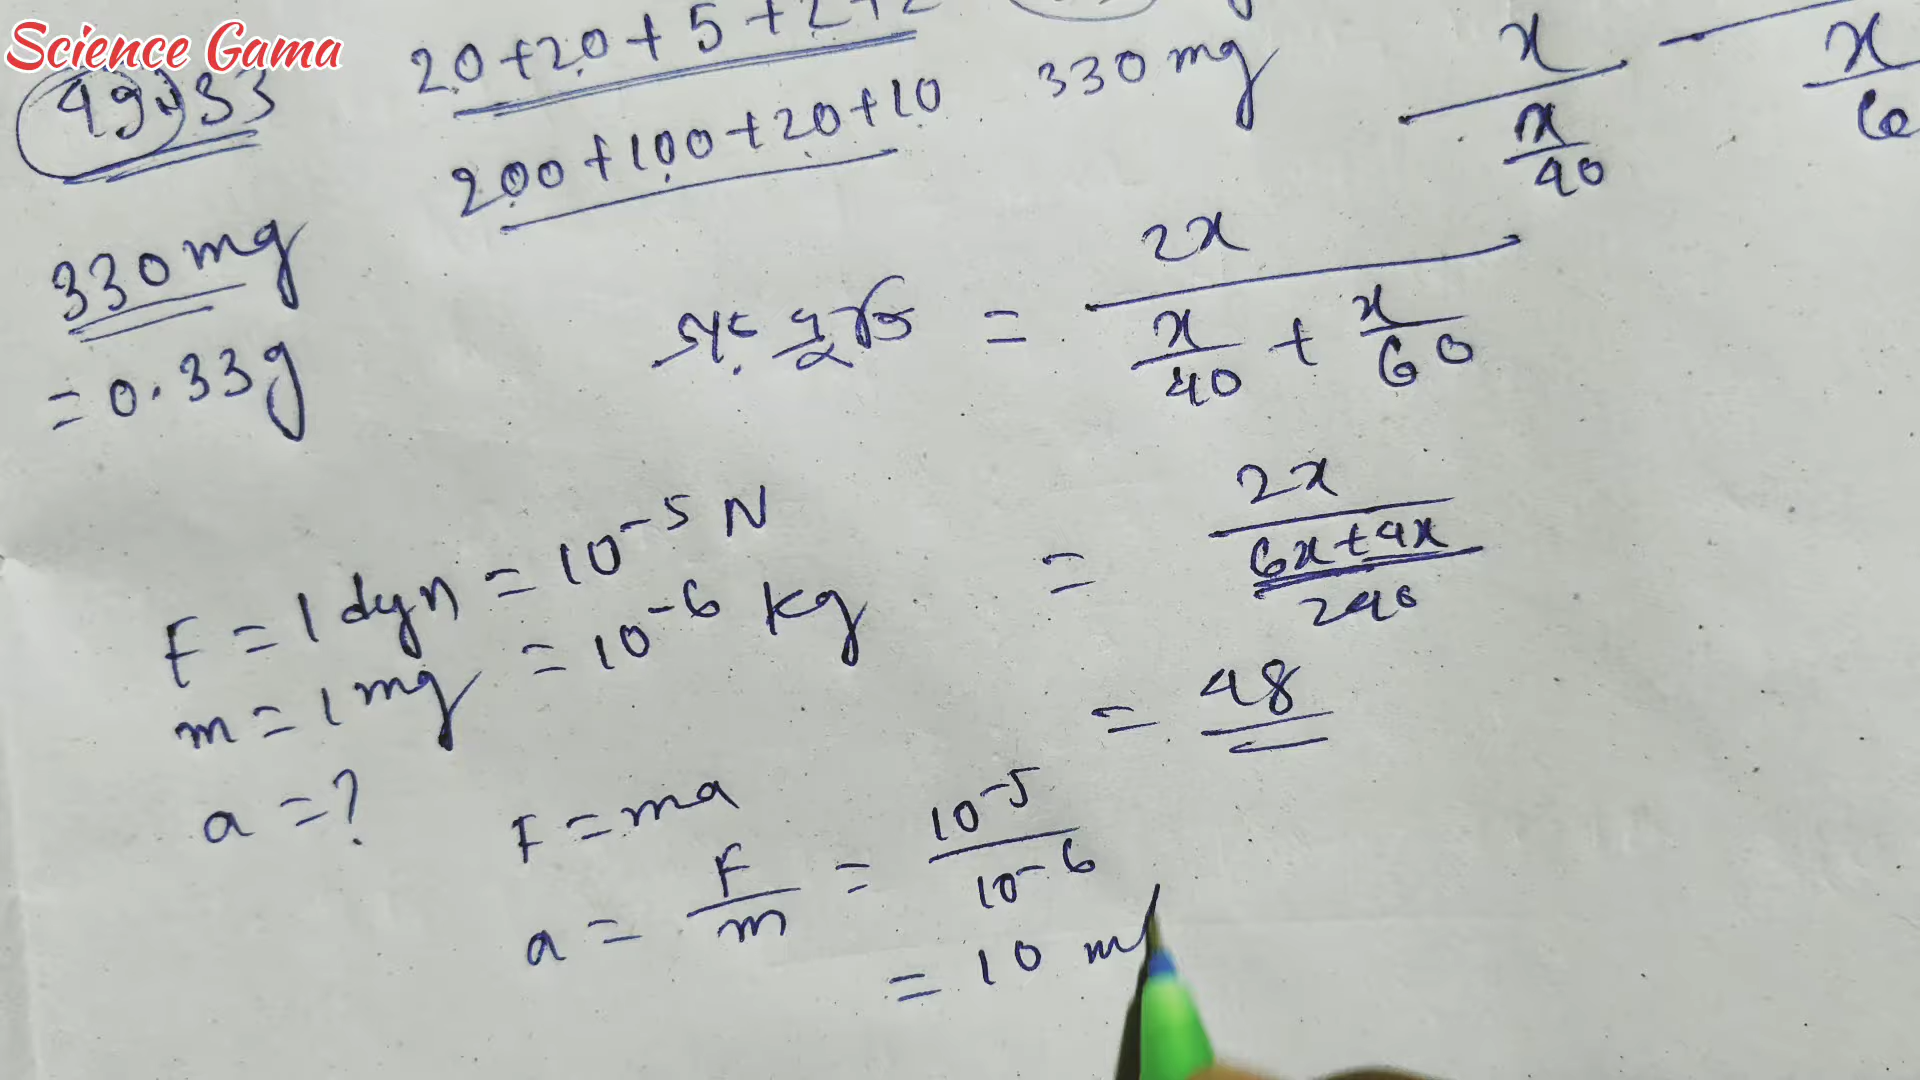 Science Gama
49.33
20+20+5+2+2
200+100+20+10
330 mg
x
x/40
x
60
330 mg
= 0.33g
= 2x / (x/40 + x/60)
= 2x / ((6x+4x)/240)
= 48
F = 1 dyn = 10^-5 N
m = 1 mg = 10^-6 kg
a = ?
F = ma
a = F/m = 10^-5/10^-6
= 10 m/